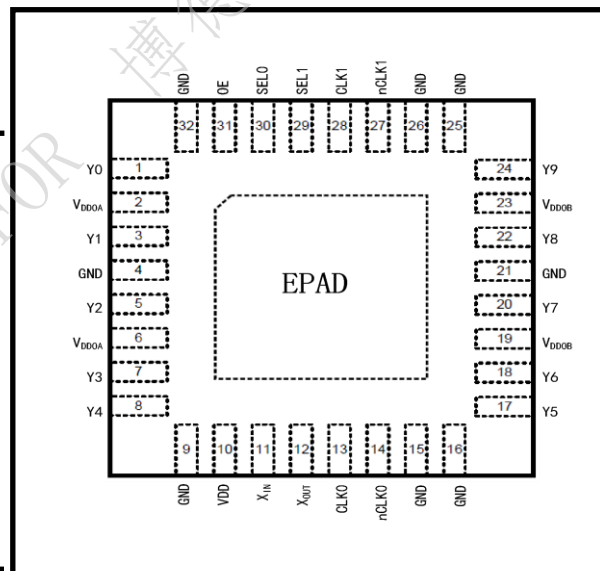 博德
FOR
GND OE SEL0 SEL1 CLK1 nCLK1 GND GND
32 31 30 29 28 27 26 25
Y0 1 24 Y9
VDDOA 2 23 VDDOB
Y1 3 22 Y8
GND 4 21 GND
EPAD
Y2 5 20 Y7
VDDOA 6 19 VDDOB
Y3 7 18 Y6
Y4 8 17 Y5
9 10 11 12 13 14 15 16
GND VDD XIN XOUT CLK0 nCLK0 GND GND